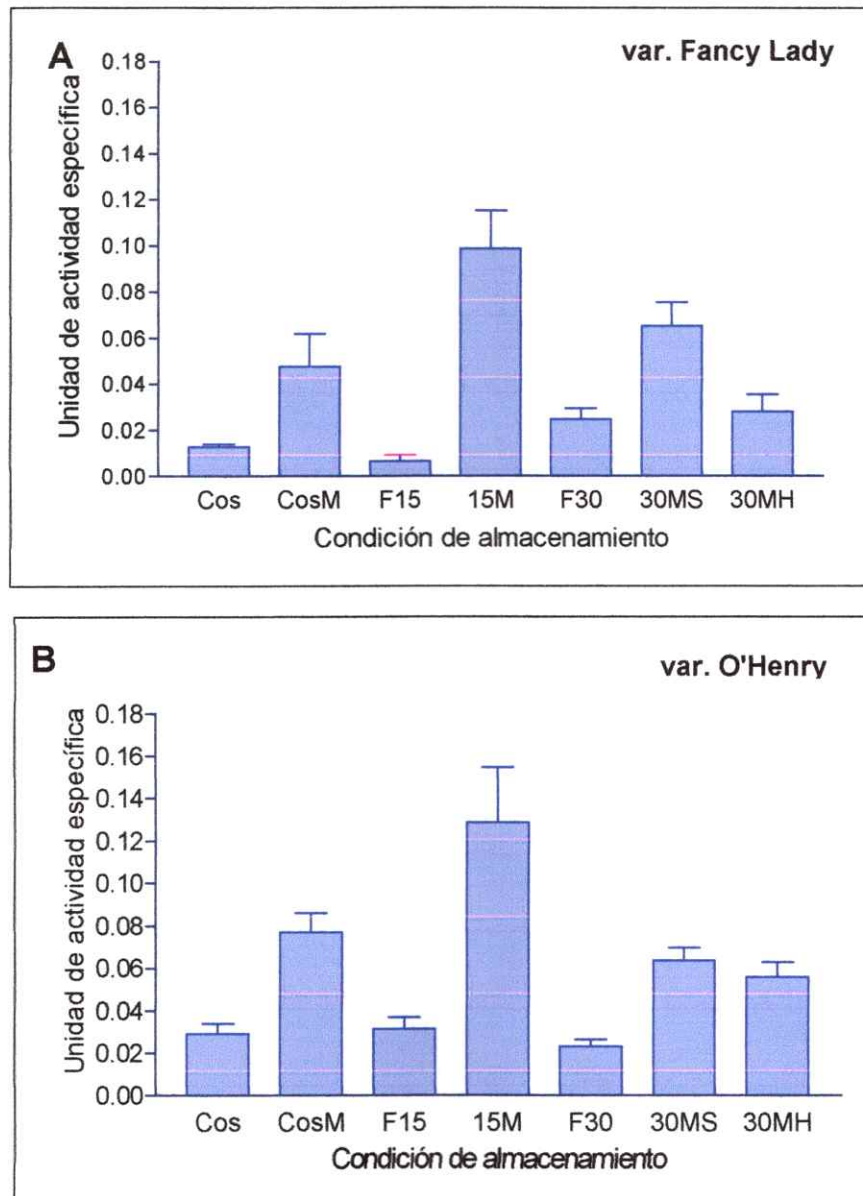 A
var. Fancy Lady
Unidad de actividad específica
0.18
0.16
0.14
0.12
0.10
0.08
0.06
0.04
0.02
0.00
Cos CosM F15 15M F30 30MS 30MH
Condición de almacenamiento
B
var. O'Henry
Unidad de actividad específica
0.18
0.16
0.14
0.12
0.10
0.08
0.06
0.04
0.02
0.00
Cos CosM F15 15M F30 30MS 30MH
Condición de almacenamiento